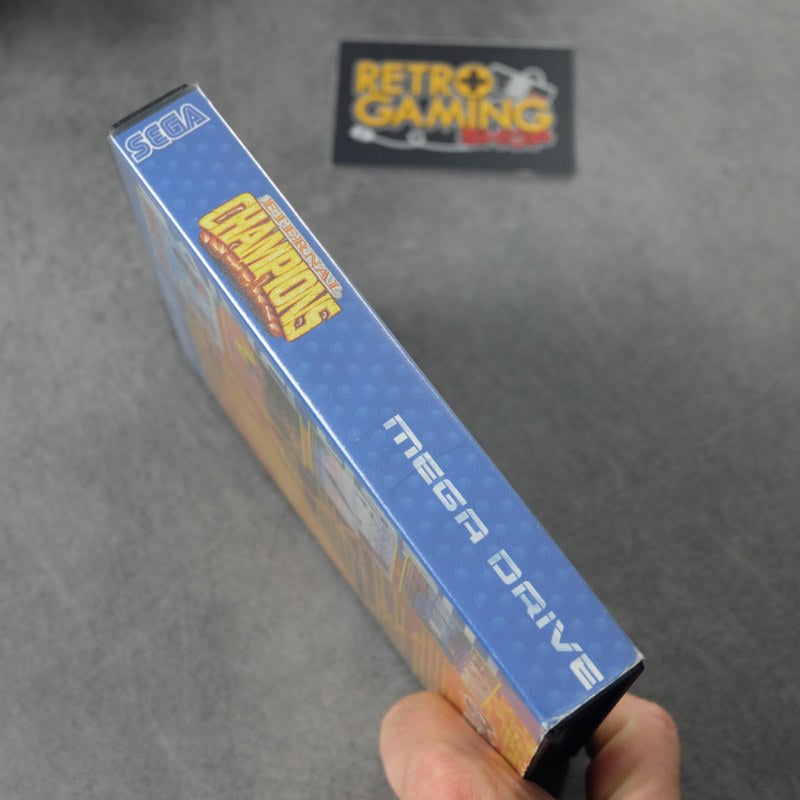 RETRO
GAMING
SHOP
SEGA
ETERNAL
CHAMPIONS
MEGA DRIVE